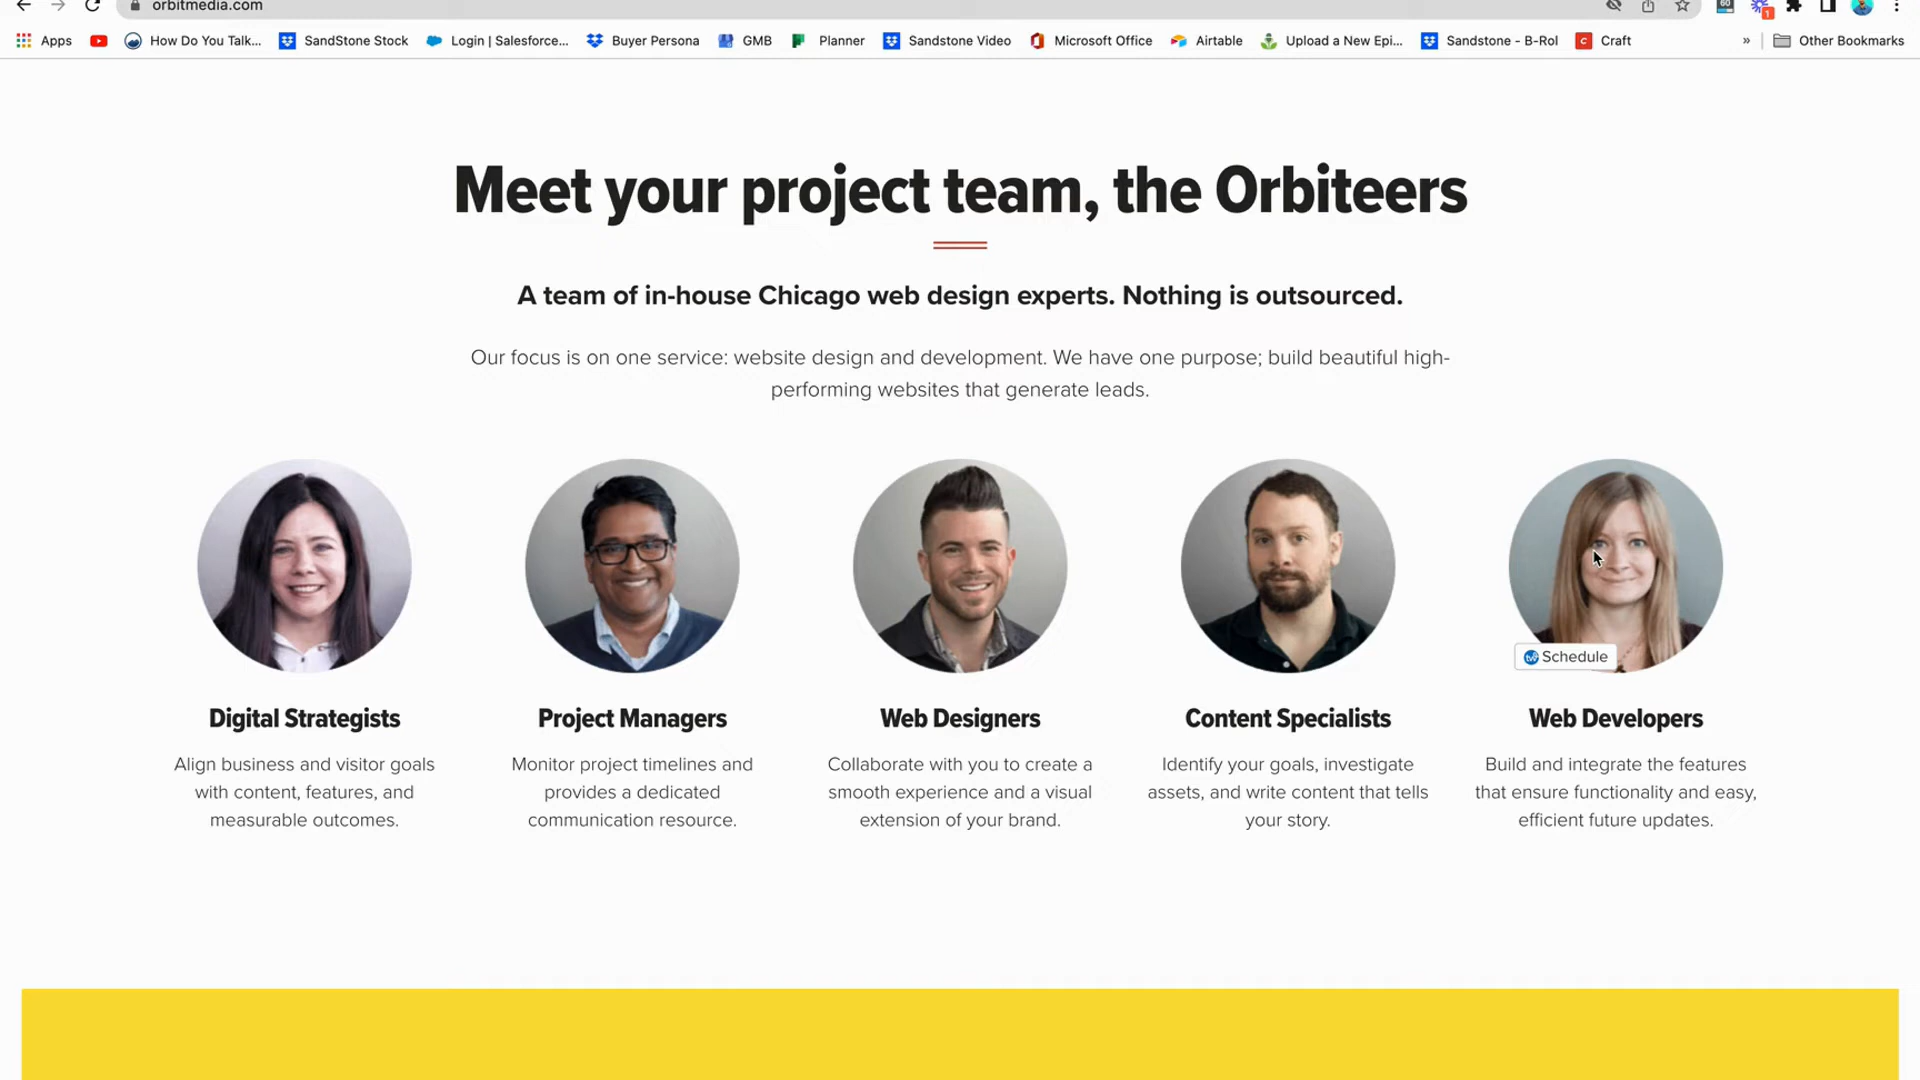 orbitmedia.com
Apps
How Do You Talk...
SandStone Stock
Login | Salesforce...
Buyer Persona
GMB
Planner
Sandstone Video
Microsoft Office
Airtable
Upload a New Epi...
Sandstone - B-Rol
Craft
»
Other Bookmarks
Meet your project team, the Orbiteers
A team of in-house Chicago web design experts. Nothing is outsourced.
Our focus is on one service: website design and development. We have one purpose; build beautiful high-
performing websites that generate leads.
Schedule
Digital Strategists
Align business and visitor goals
with content, features, and
measurable outcomes.
Project Managers
Monitor project timelines and
provides a dedicated
communication resource.
Web Designers
Collaborate with you to create a
smooth experience and a visual
extension of your brand.
Content Specialists
Identify your goals, investigate
assets, and write content that tells
your story.
Web Developers
Build and integrate the features
that ensure functionality and easy,
efficient future updates.